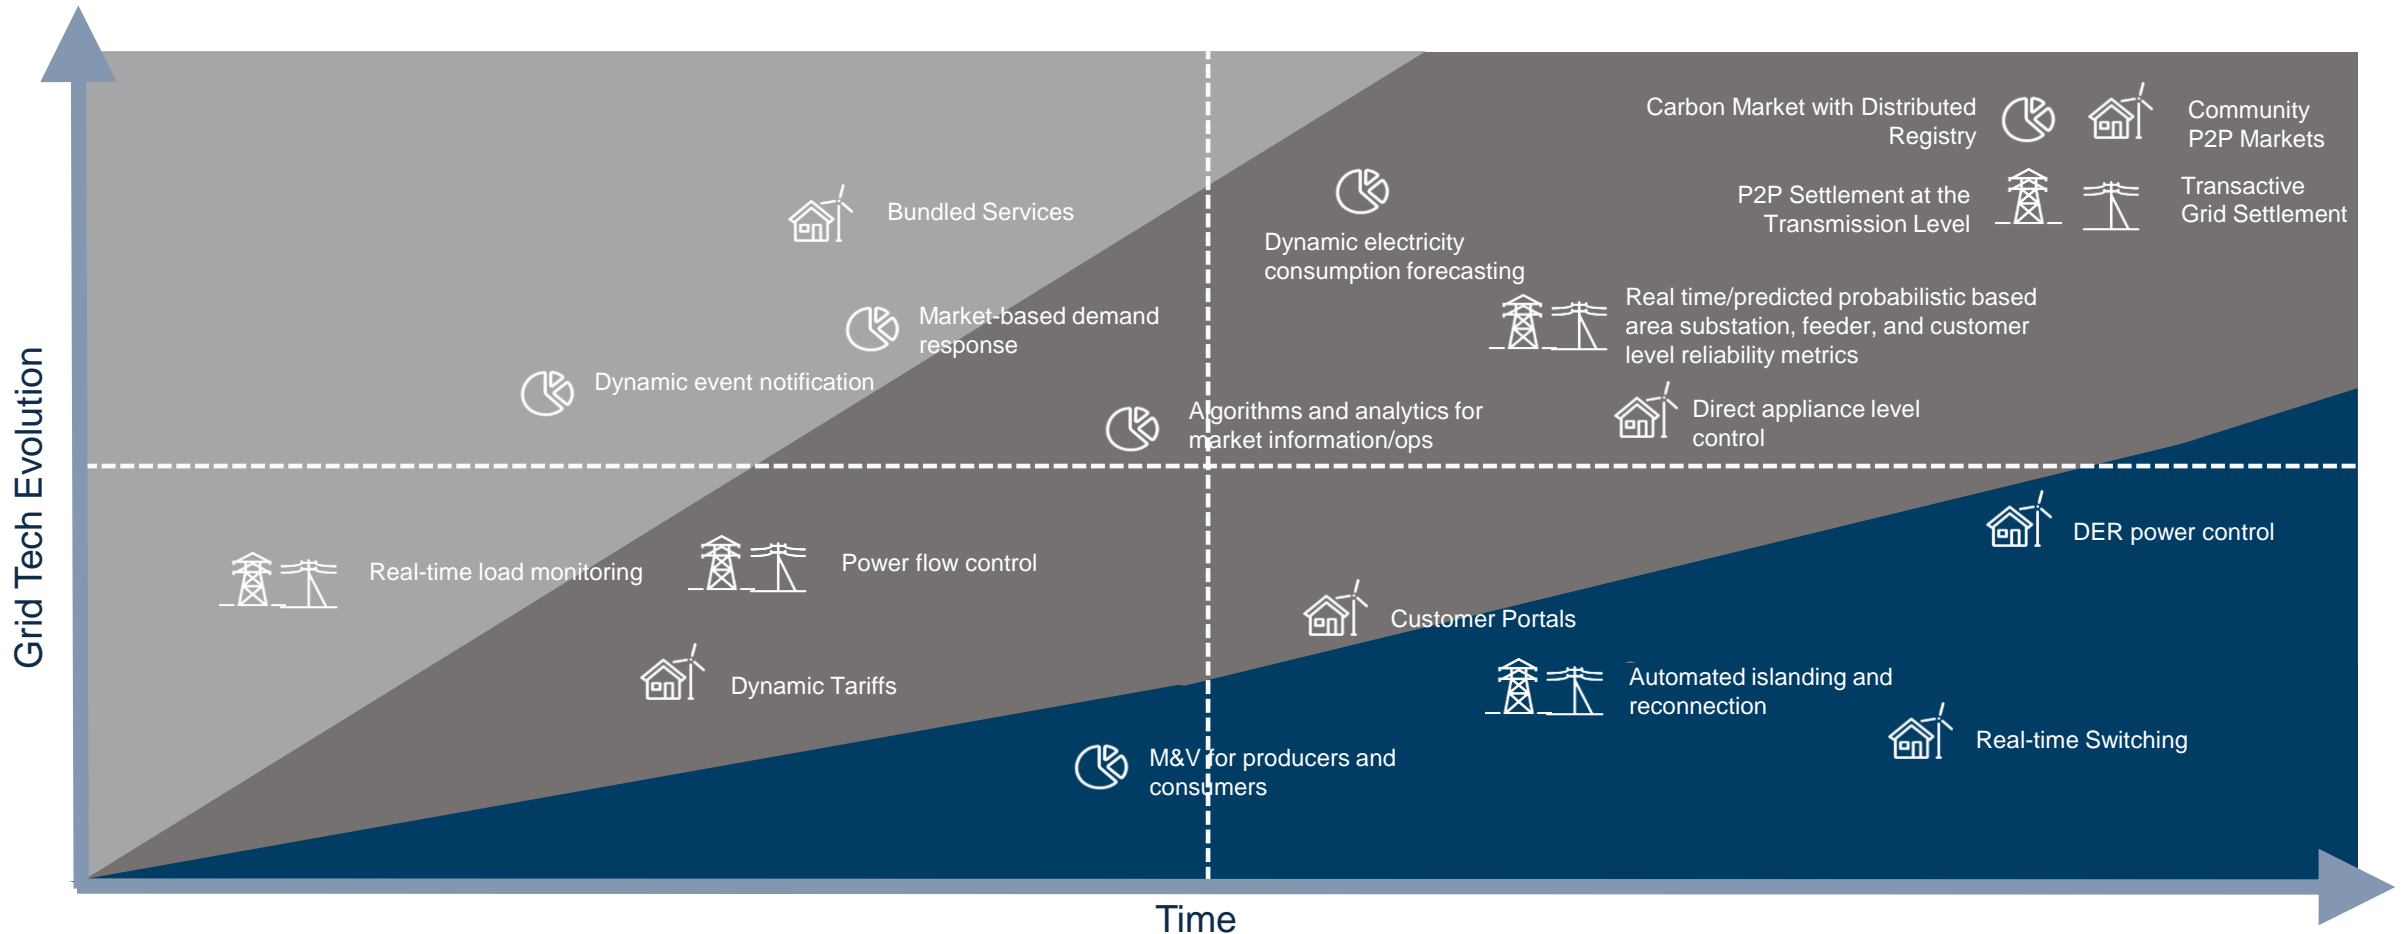 Carbon Market with Distributed
Registry
Community
P2P Markets
P2P Settlement at the
Transmission Level
Transactive
Grid Settlement
Bundled Services
Dynamic electricity
consumption forecasting
Market-based demand
response
Real time/predicted probabilistic based
area substation, feeder, and customer
level reliability metrics
Dynamic event notification
Algorithms and analytics for
market information/ops
Direct appliance level
control
Grid Tech Evolution
Real-time load monitoring
Power flow control
DER power control
Customer Portals
Dynamic Tariffs
Automated islanding and
reconnection
Real-time Switching
M&V for producers and
consumers
Time